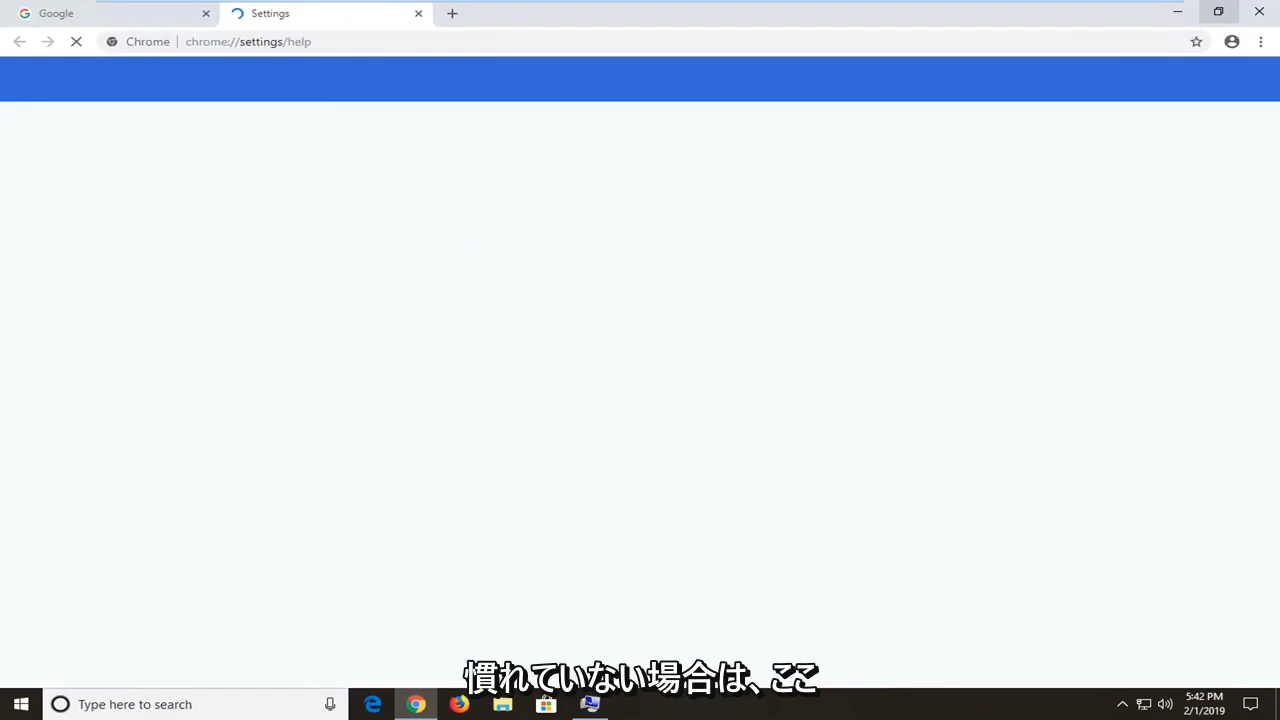 Google
Settings
Chrome
chrome://settings/help
慣れていない場合は、ここ
Type here to search
5:42 PM
2/1/2019